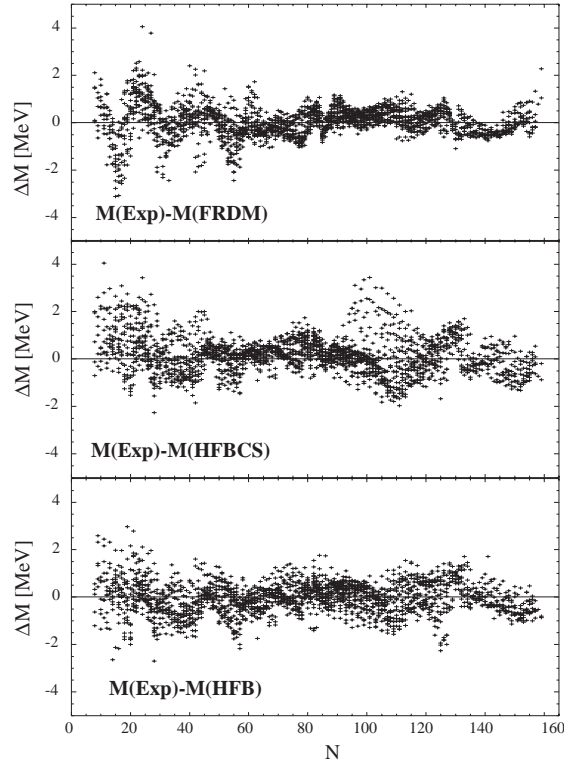 4
2
0
-2
-4
ΔM [MeV]
M(Exp)-M(FRDM)
4
2
0
-2
-4
ΔM [MeV]
M(Exp)-M(HFBCS)
4
2
0
-2
-4
ΔM [MeV]
M(Exp)-M(HFB)
0 20 40 60 80 100 120 140 160
N